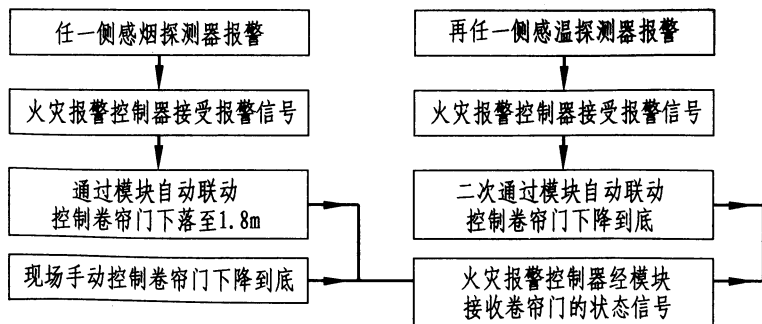 任一侧感烟探测器报警
再任一侧感温探测器报警
火灾报警控制器接受报警信号
火灾报警控制器接受报警信号
通过模块自动联动
控制卷帘门下落至1.8m
二次通过模块自动联动
控制卷帘门下降到底
现场手动控制卷帘门下降到底
火灾报警控制器经模块
接收卷帘门的状态信号